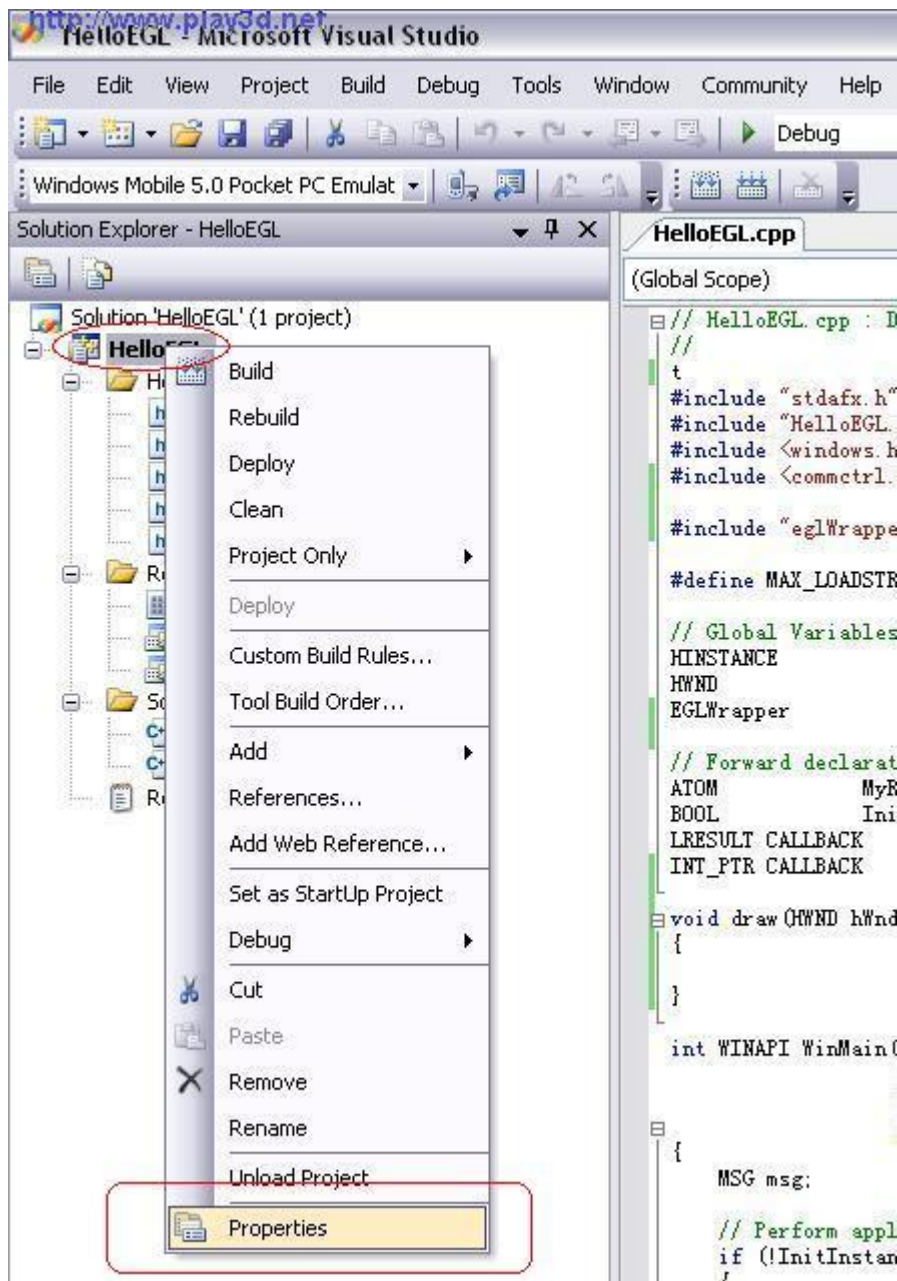 http://www.play3d.net
HelloEGL - Microsoft Visual Studio
File Edit View Project Build Debug Tools Window Community Help
Debug
Windows Mobile 5.0 Pocket PC Emulat
Solution Explorer - HelloEGL
HelloEGL.cpp
(Global Scope)
Solution 'HelloEGL' (1 project)
HelloEGL
Build
Rebuild
Deploy
Clean
Project Only
Deploy
Custom Build Rules...
Tool Build Order...
Add
References...
Add Web Reference...
Set as StartUp Project
Debug
Cut
Paste
Remove
Rename
Unload Project
Properties
// HelloEGL.cpp : D
//
t
#include "stdafx.h"
#include "HelloEGL.
#include <windows.h
#include <commctrl.
#include "eglWrappe
#define MAX_LOADSTR
// Global Variables
HINSTANCE
HWND
EGLWrapper
// Forward declarat
ATOM MyR
BOOL Ini
LRESULT CALLBACK
INT_PTR CALLBACK
void draw(HWND hWnd
{
}
int WINAPI WinMain(
{
MSG msg;
// Perform appl
if (!InitInstan